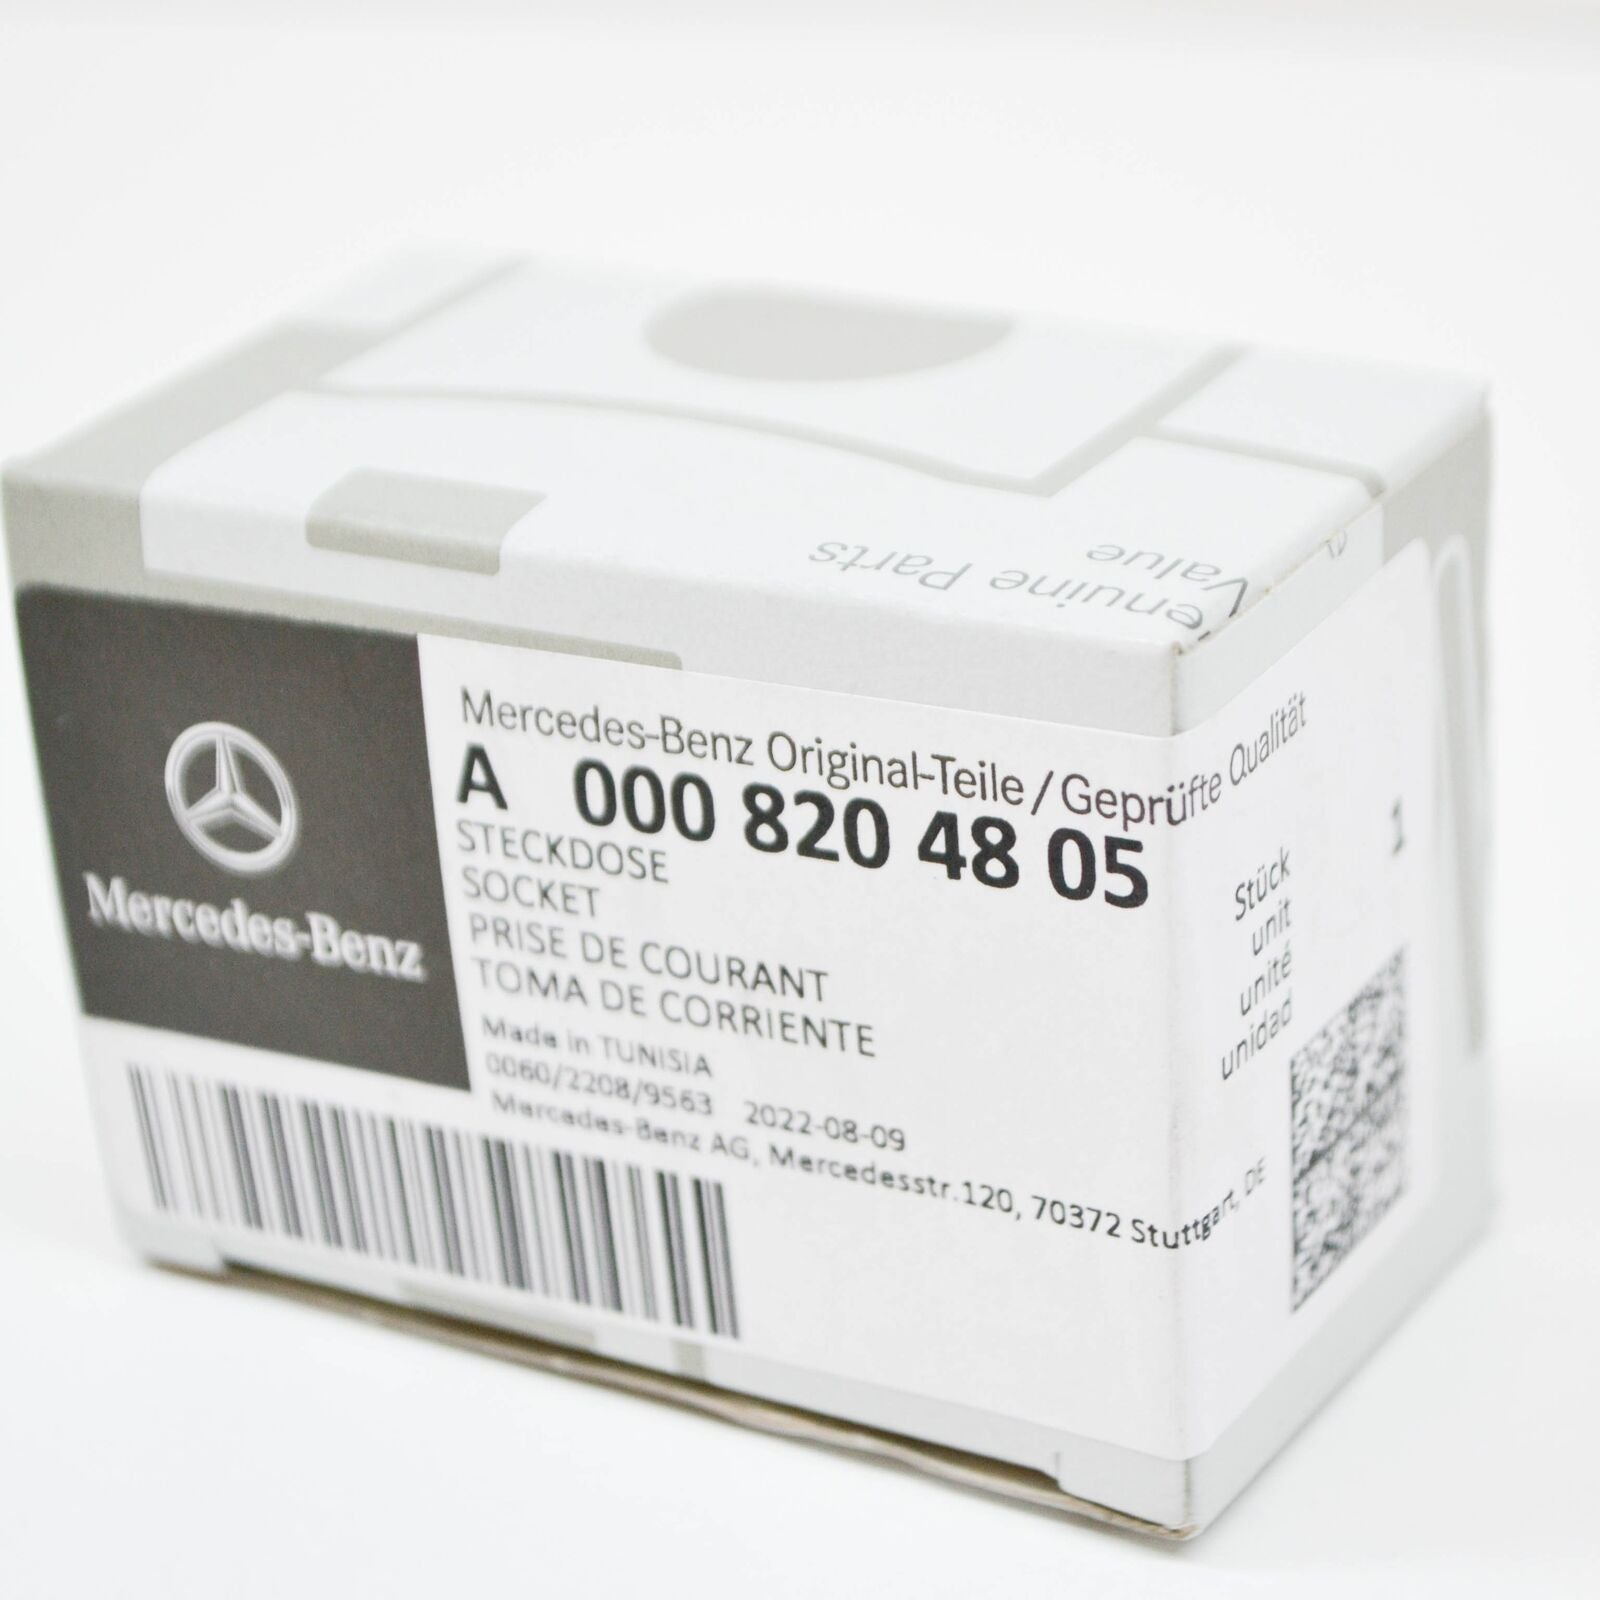 enuine Parts
Value
Mercedes-Benz
Mercedes-Benz Original-Teile / Geprüfte Qualität
A 000 820 48 05
STECKDOSE
SOCKET
PRISE DE COURANT
TOMA DE CORRIENTE
Made in TUNISIA
0060/2208/9563 2022-08-09
Mercedes-Benz AG, Mercedesstr.120, 70372 Stuttgart, DE
Stück 1
unit
unité
unidad